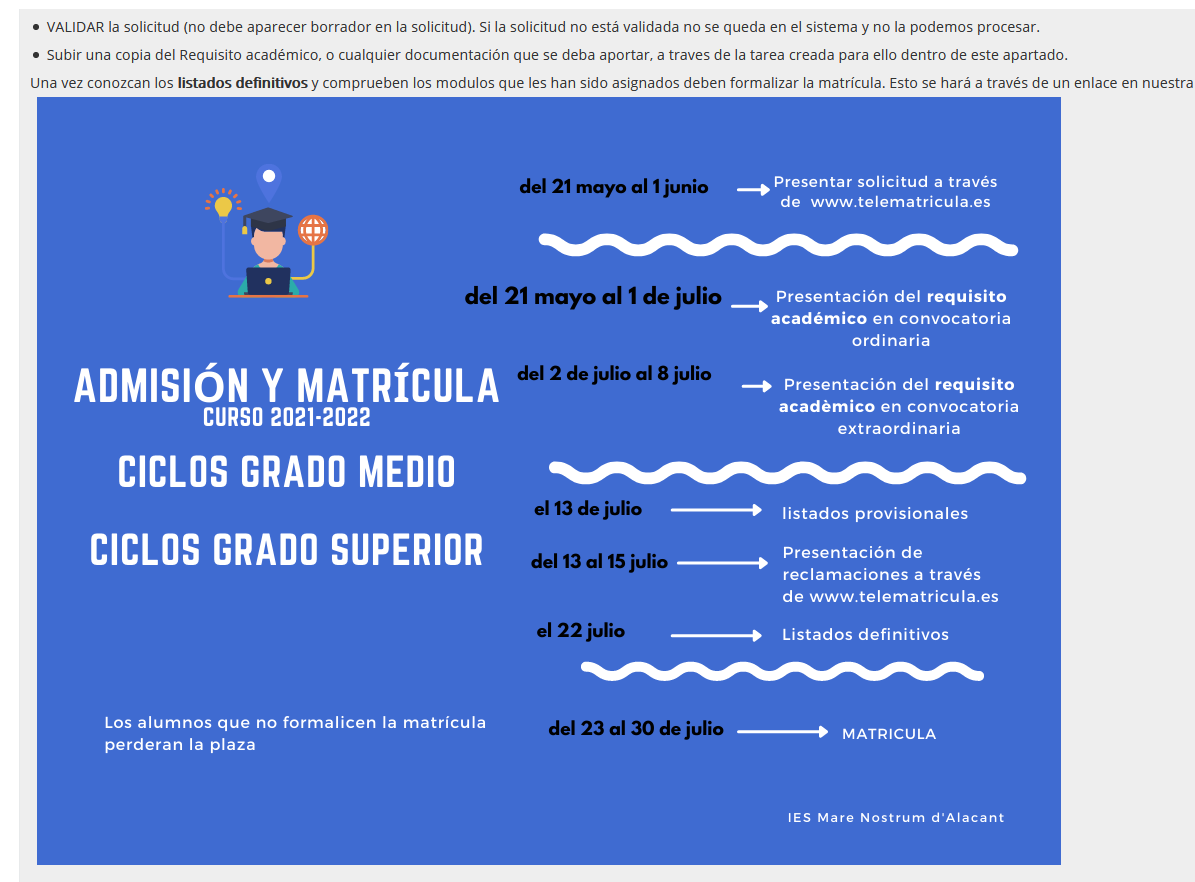 VALIDAR la solicitud (no debe aparecer borrador en la solicitud). Si la solicitud no está validada no se queda en el sistema y no la podemos procesar.
Subir una copia del Requisito académico, o cualquier documentación que se deba aportar, a traves de la tarea creada para ello dentro de este apartado.
Una vez conozcan los listados definitivos y comprueben los modulos que les han sido asignados deben formalizar la matrícula. Esto se hará a través de un enlace en nuestra
del 21 mayo al 1 junio
Presentar solicitud a través
de www.telematricula.es
del 21 mayo al 1 de julio
Presentación del requisito
académico en convocatoria
ordinaria
ADMISIÓN Y MATRÍCULA
CURSO 2021-2022
CICLOS GRADO MEDIO
CICLOS GRADO SUPERIOR
del 2 de julio al 8 julio
Presentación del requisito
acadèmico en convocatoria
extraordinaria
el 13 de julio
listados provisionales
del 13 al 15 julio
Presentación de
reclamaciones a través
de www.telematricula.es
el 22 julio
Listados definitivos
Los alumnos que no formalicen la matrícula
perderan la plaza
del 23 al 30 de julio
MATRICULA
IES Mare Nostrum d'Alacant